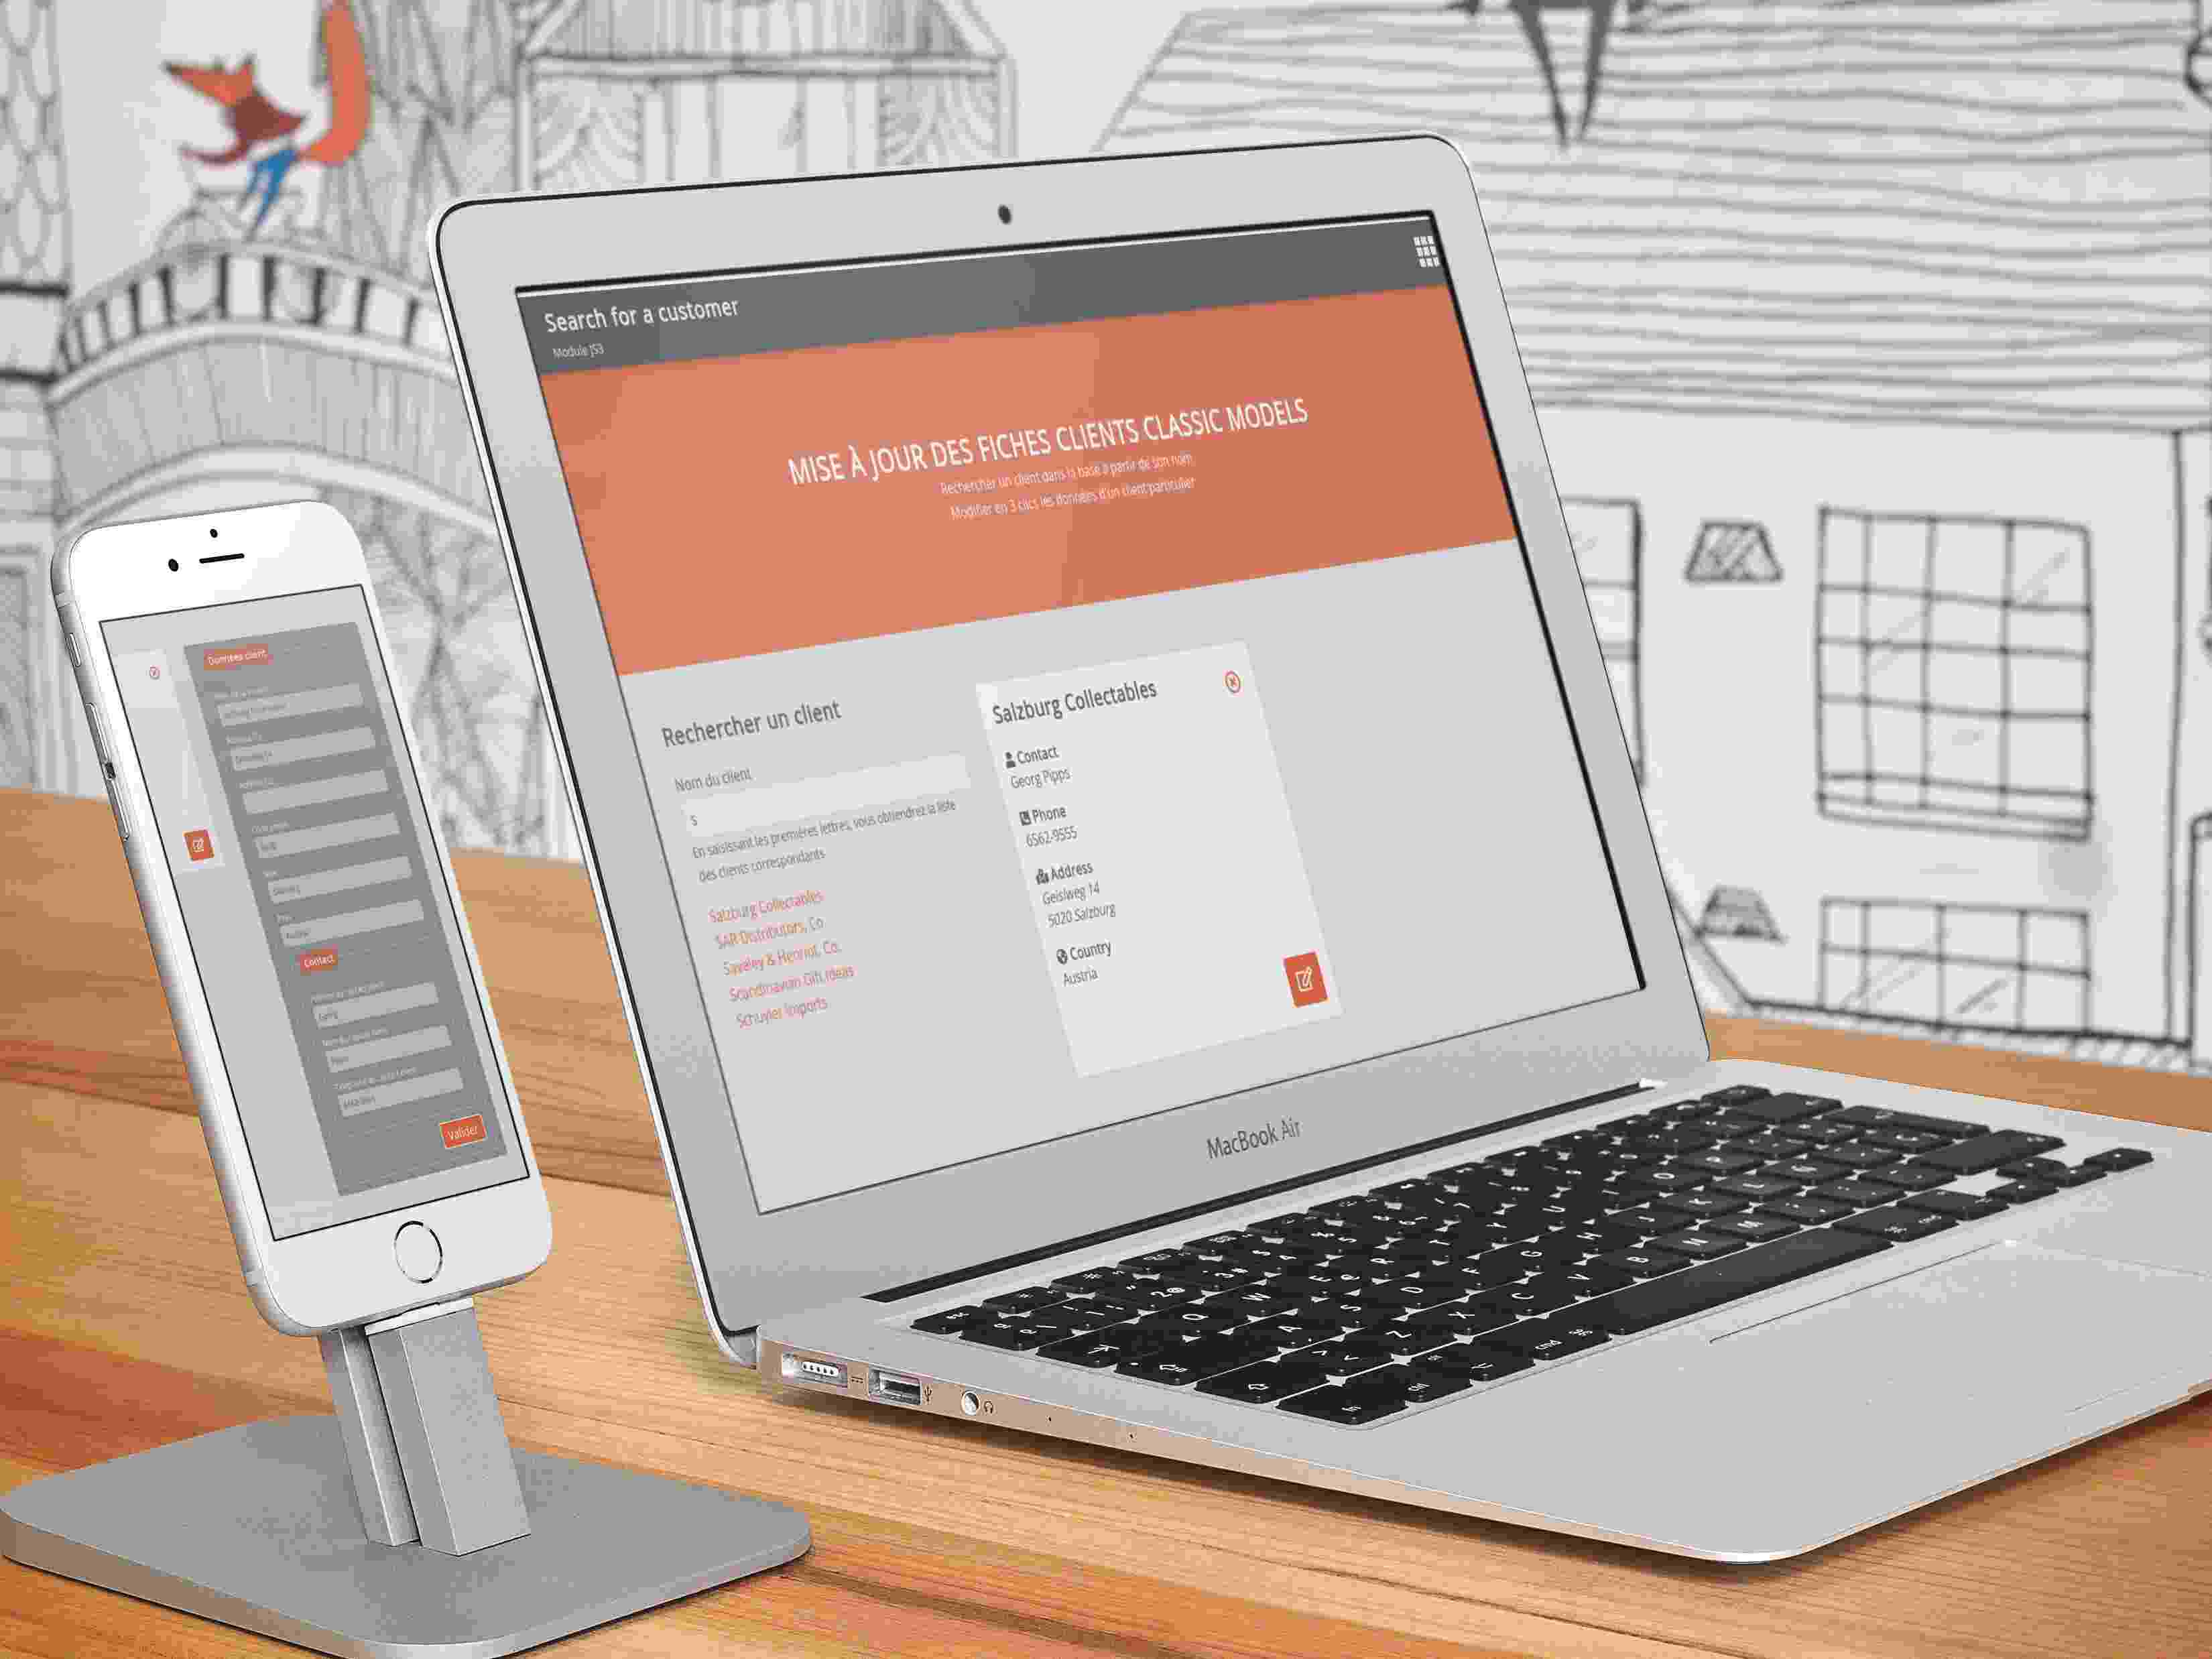 Search for a customer
Module JS3
MISE À JOUR DES FICHES CLIENTS CLASSIC MODELS
Rechercher un client dans la base à partir de son nom
Modifier en 3 clics les données d'un client particulier
Rechercher un client
Nom du client
s
En saisissant les premières lettres, vous obtiendrez la liste
des clients correspondants
Salzburg Collectables
SAR Distributors, Co
Saveley & Henriot, Co.
Scandinavian Gift Ideas
Schuyler Imports
Salzburg Collectables
Contact
Georg Pipps
Phone
6562-9555
Address
Geislweg 14
5020 Salzburg
Country
Austria
MacBook Air
Données client
Contact
Valider